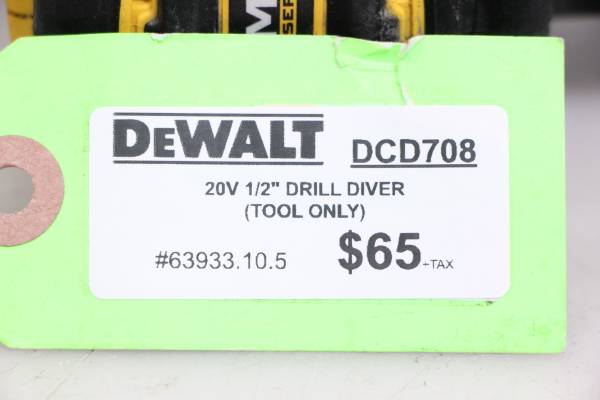 DEWALT DCD708
20V 1/2" DRILL DIVER
(TOOL ONLY)
#63933.10.5 $65 +TAX